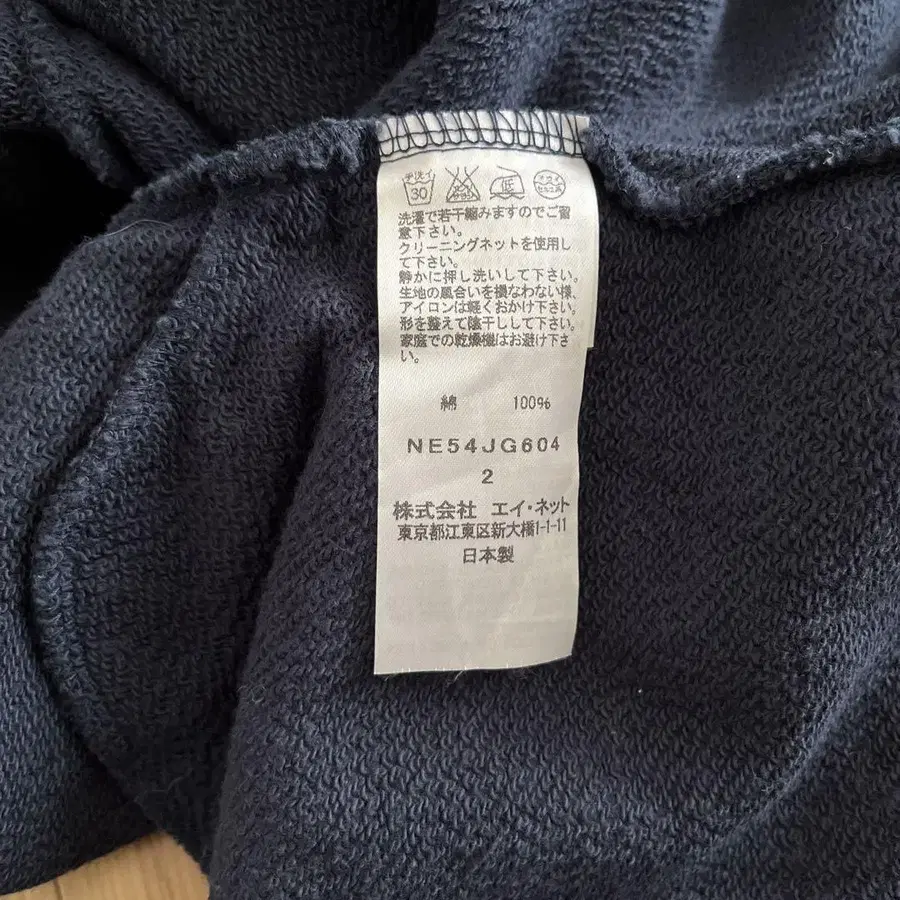 手洗イ 30 低
洗濯で若干縮みますのでご留
意下さい。
クリーニングネットを使用し
て下さい。
静かに押し洗いして下さい。
生地の風合いを損なわない様、
アイロンは軽くおかけ下さい。
形を整えて陰干しして下さい。
家庭での乾燥機はお避け下さ
い。
綿 100%
NE54JG604
2
株式会社 エイ・ネット
東京都江東区新大橋1-1-11
日本製